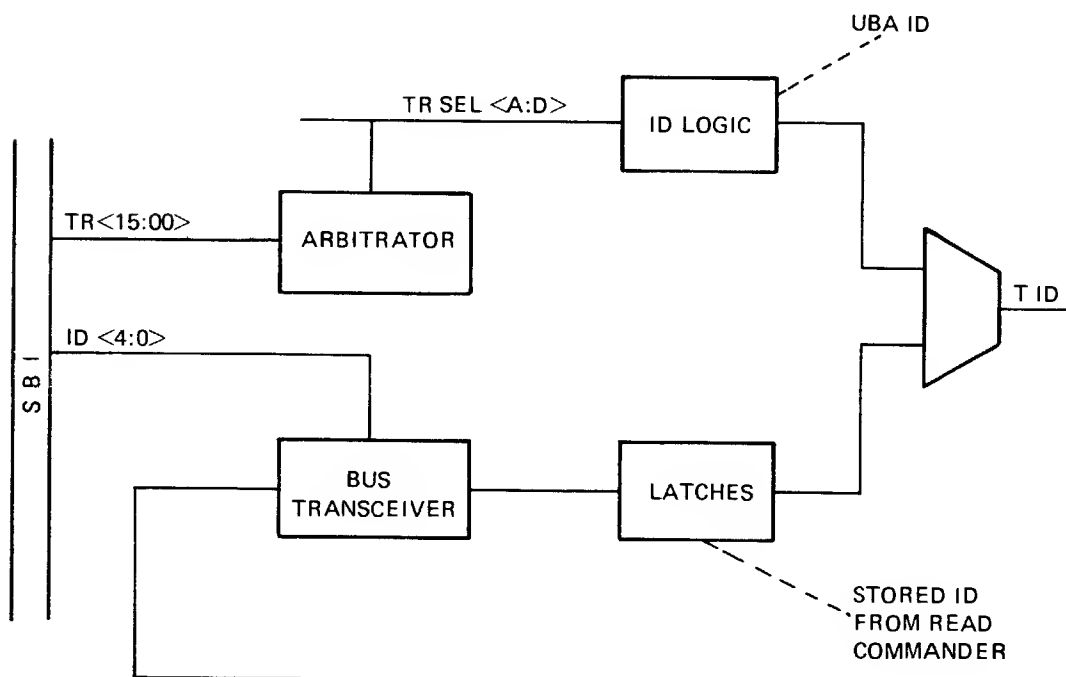 UBA ID
TR SEL <A:D>
ID LOGIC
TR<15:00>
ARBITRATOR
T ID
ID <4:0>
SBI
BUS
TRANSCEIVER
LATCHES
STORED ID
FROM READ
COMMANDER